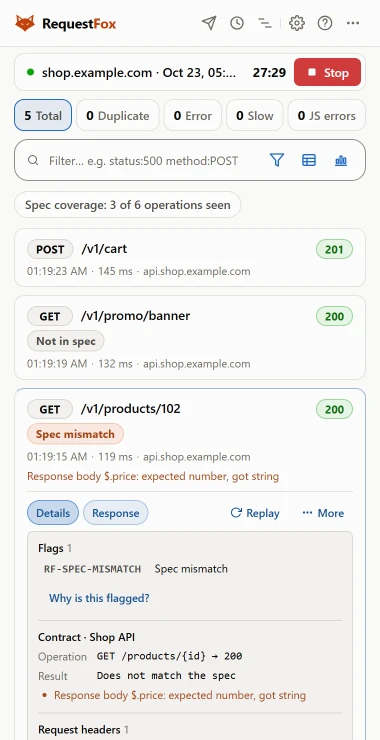 RequestFox
shop.example.com · Oct 23, 05:... 27:29 Stop
5 Total 0 Duplicate 0 Error 0 Slow 0 JS errors
Filter... e.g. status:500 method:POST
Spec coverage: 3 of 6 operations seen
POST /v1/cart 201
01:19:23 AM · 145 ms · api.shop.example.com
GET /v1/promo/banner 200
Not in spec
01:19:19 AM · 132 ms · api.shop.example.com
GET /v1/products/102 200
Spec mismatch
01:19:15 AM · 119 ms · api.shop.example.com
Response body $.price: expected number, got string
Details Response Replay ··· More
Flags 1
RF-SPEC-MISMATCH Spec mismatch
Why is this flagged?
Contract · Shop API
Operation GET /products/{id} → 200
Result Does not match the spec
• Response body $.price: expected number, got string
Request headers 1